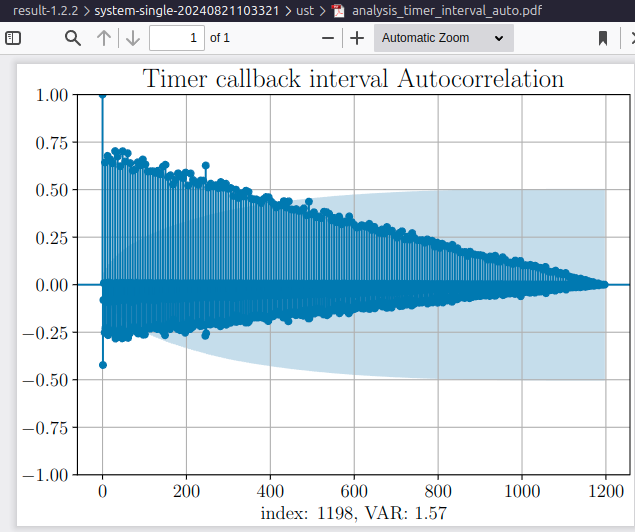 result-1.2.2 > system-single-20240821103321 > ust > analysis_timer_interval_auto.pdf
1 of 1 Automatic Zoom
Timer callback interval Autocorrelation
1.00
0.75
0.50
0.25
0.00
−0.25
−0.50
−0.75
−1.00
0 200 400 600 800 1000 1200
index: 1198, VAR: 1.57